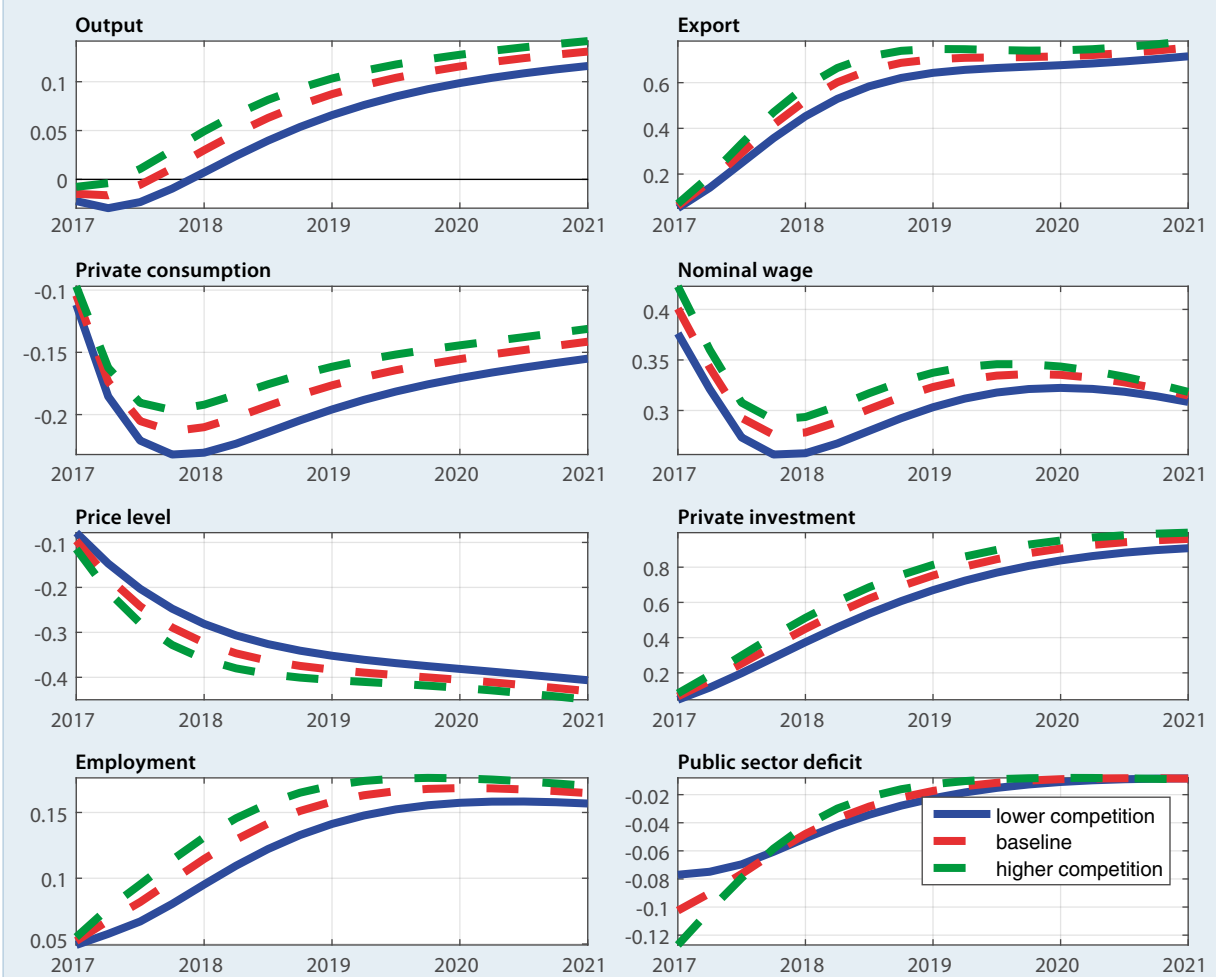 Output
0.1
0.05
0
2017 2018 2019 2020 2021
Export
0.6
0.4
0.2
2017 2018 2019 2020 2021
Private consumption
-0.1
-0.15
-0.2
2017 2018 2019 2020 2021
Nominal wage
0.4
0.35
0.3
2017 2018 2019 2020 2021
Price level
-0.1
-0.2
-0.3
-0.4
2017 2018 2019 2020 2021
Private investment
0.8
0.6
0.4
0.2
2017 2018 2019 2020 2021
Employment
0.15
0.1
0.05
2017 2018 2019 2020 2021
Public sector deficit
-0.02
-0.04
-0.06
-0.08
-0.1
-0.12
lower competition
baseline
higher competition
2017 2018 2019 2020 2021